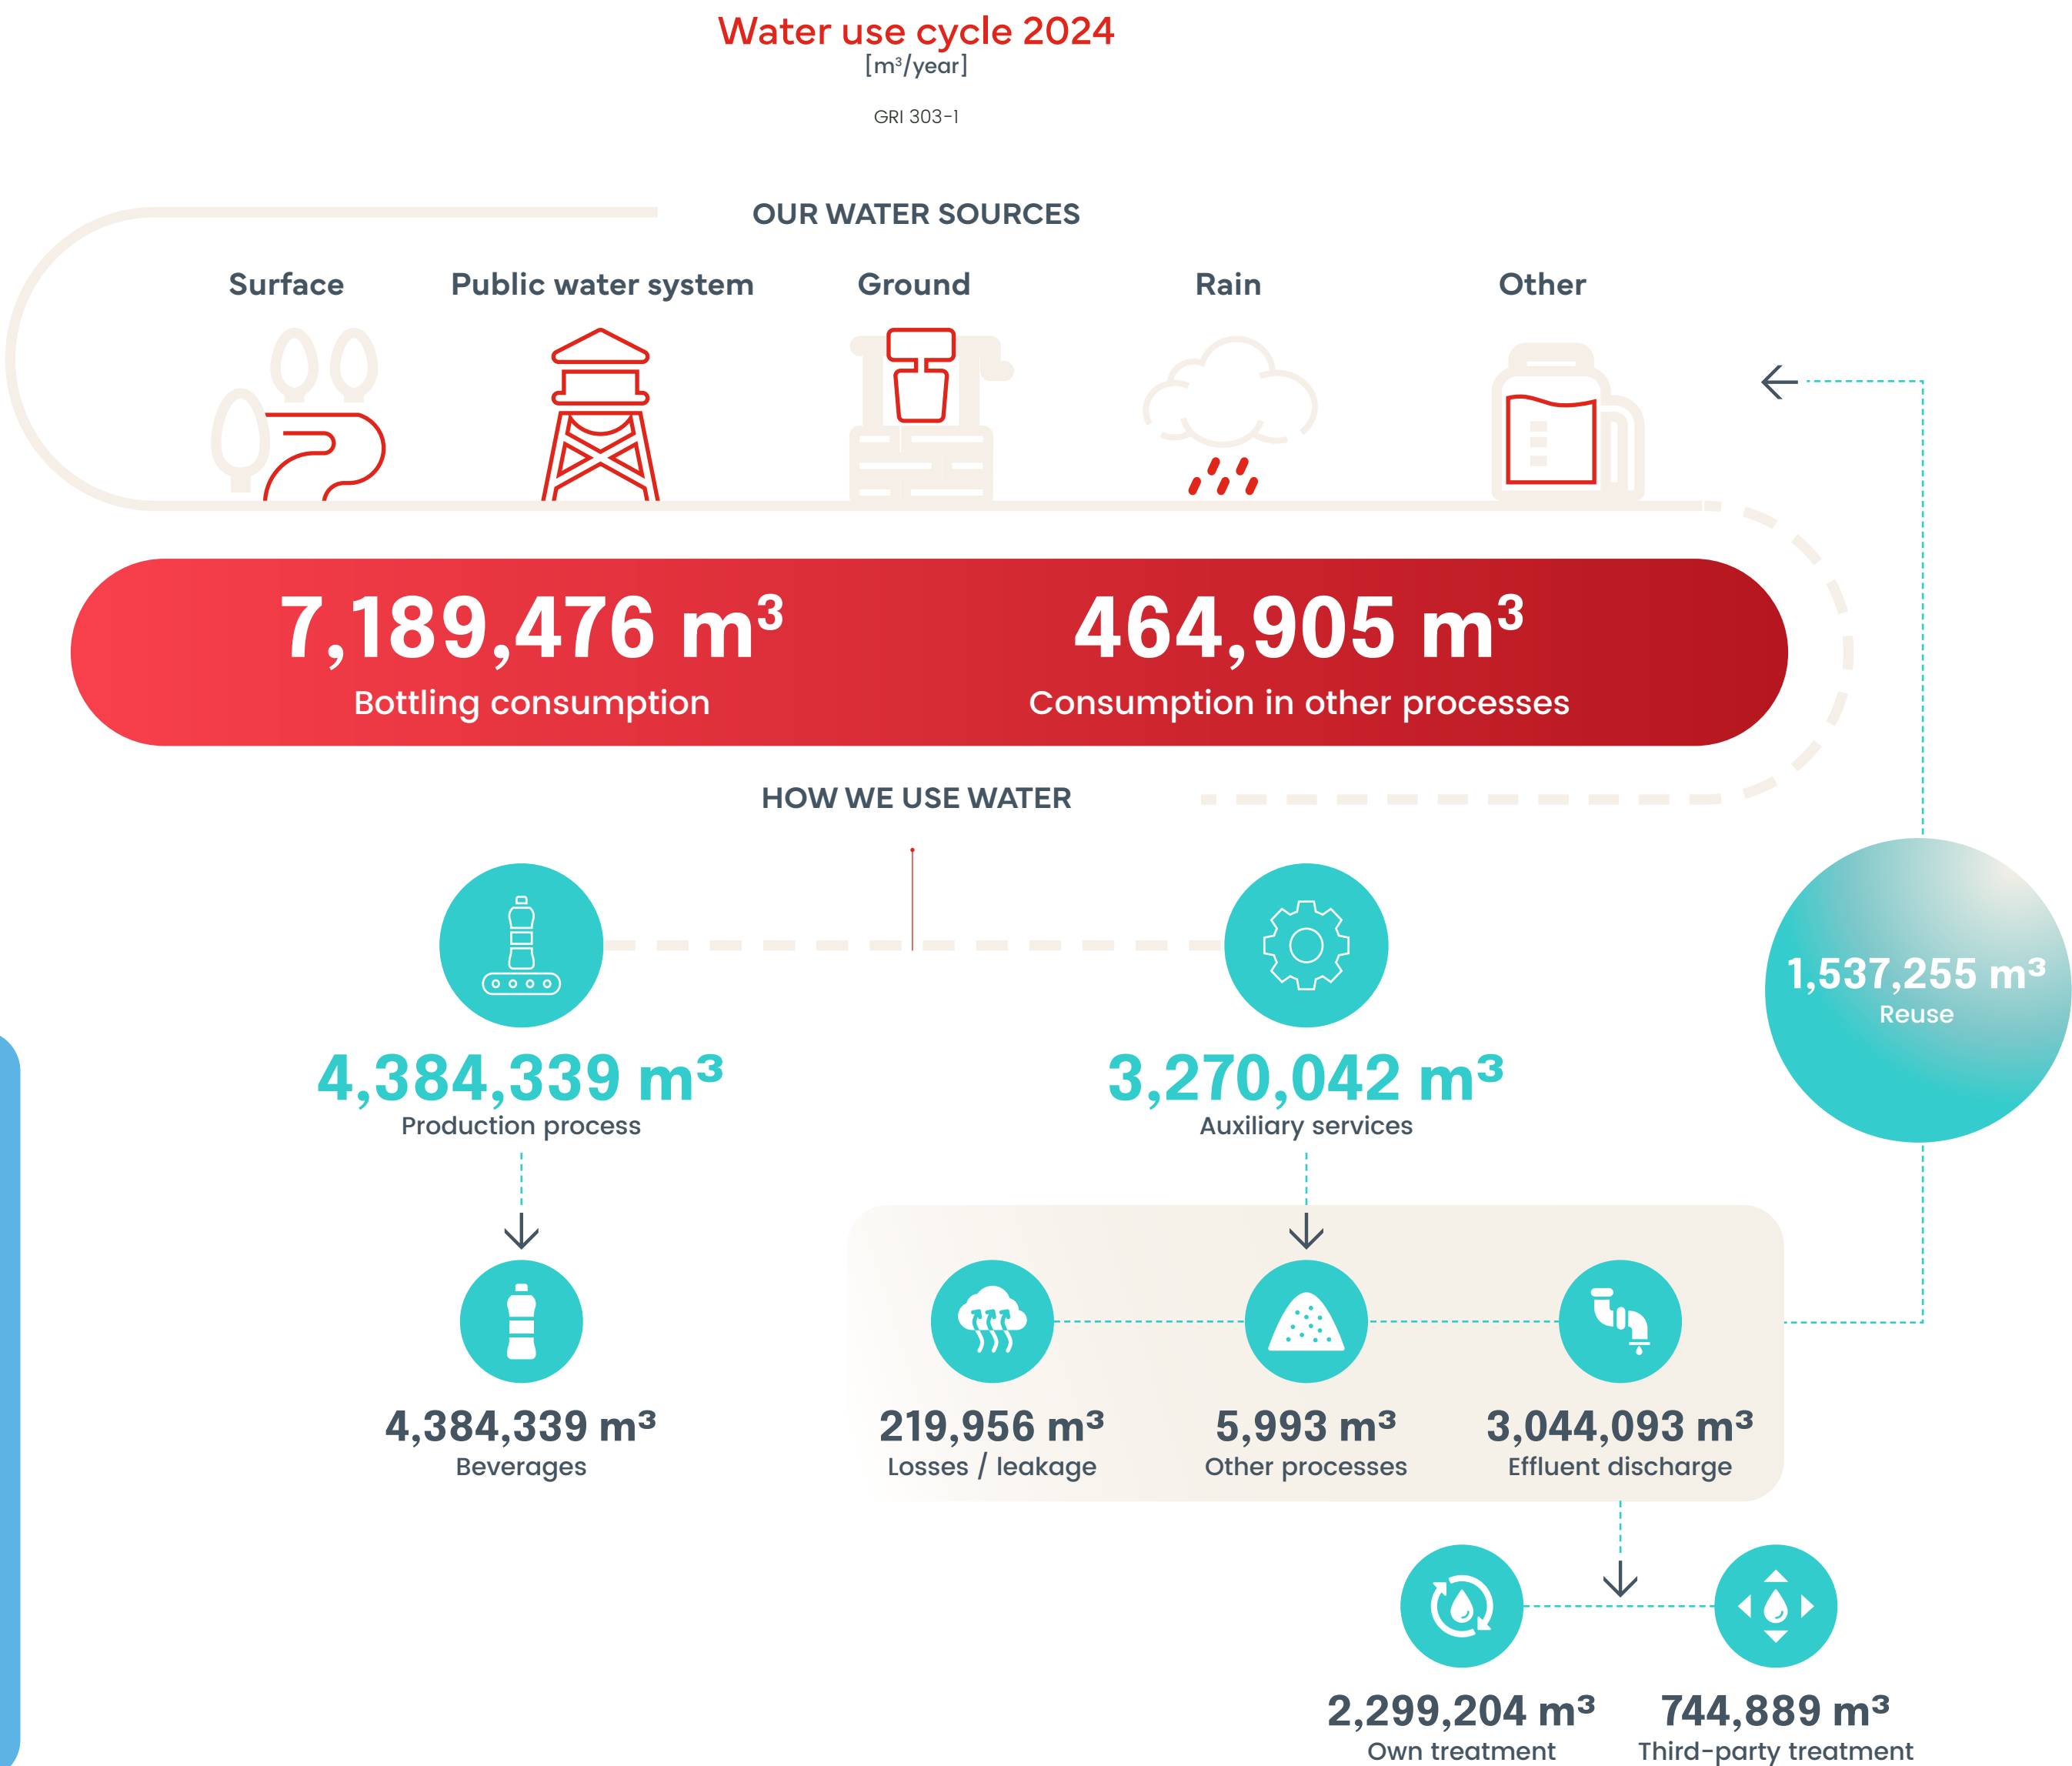 Water use cycle 2024
[m³/year]
GRI 303-1
OUR WATER SOURCES
Surface
Public water system
Ground
Rain
Other
7,189,476 m³
Bottling consumption
464,905 m³
Consumption in other processes
HOW WE USE WATER
1,537,255 m³
Reuse
4,384,339 m³
Production process
3,270,042 m³
Auxiliary services
4,384,339 m³
Beverages
219,956 m³
Losses / leakage
5,993 m³
Other processes
3,044,093 m³
Effluent discharge
2,299,204 m³
Own treatment
744,889 m³
Third-party treatment